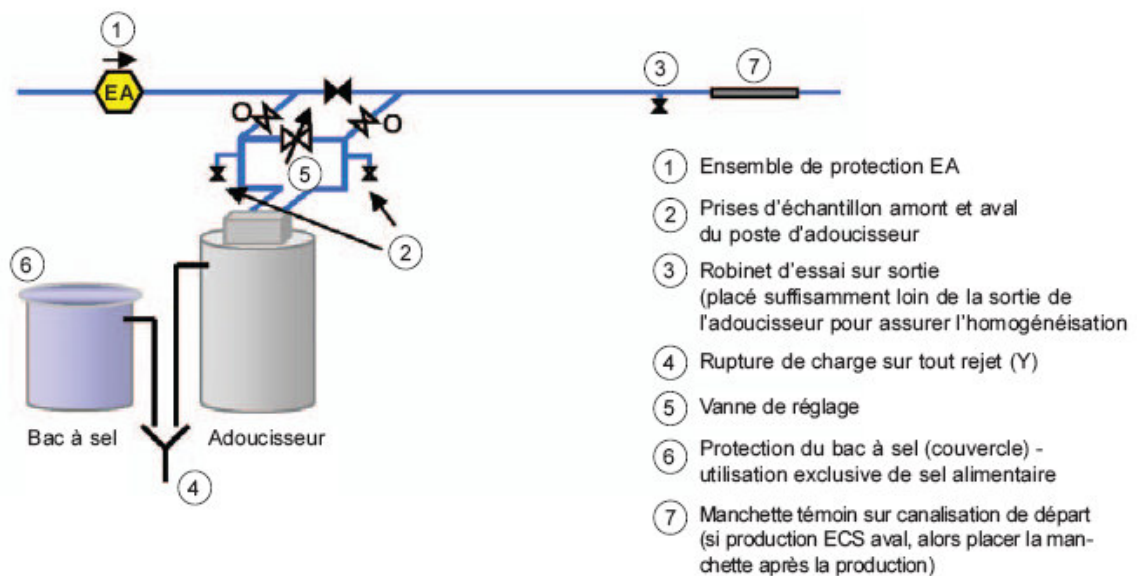 1
EA
3
7
5
2
6
Bac à sel
Adoucisseur
4
1 Ensemble de protection EA
2 Prises d'échantillon amont et aval
du poste d'adoucisseur
3 Robinet d'essai sur sortie
(placé suffisamment loin de la sortie de
l'adoucisseur pour assurer l'homogénéisation
4 Rupture de charge sur tout rejet (Y)
5 Vanne de réglage
6 Protection du bac à sel (couvercle) -
utilisation exclusive de sel alimentaire
7 Manchette témoin sur canalisation de départ
(si production ECS aval, alors placer la man-
chette après la production)